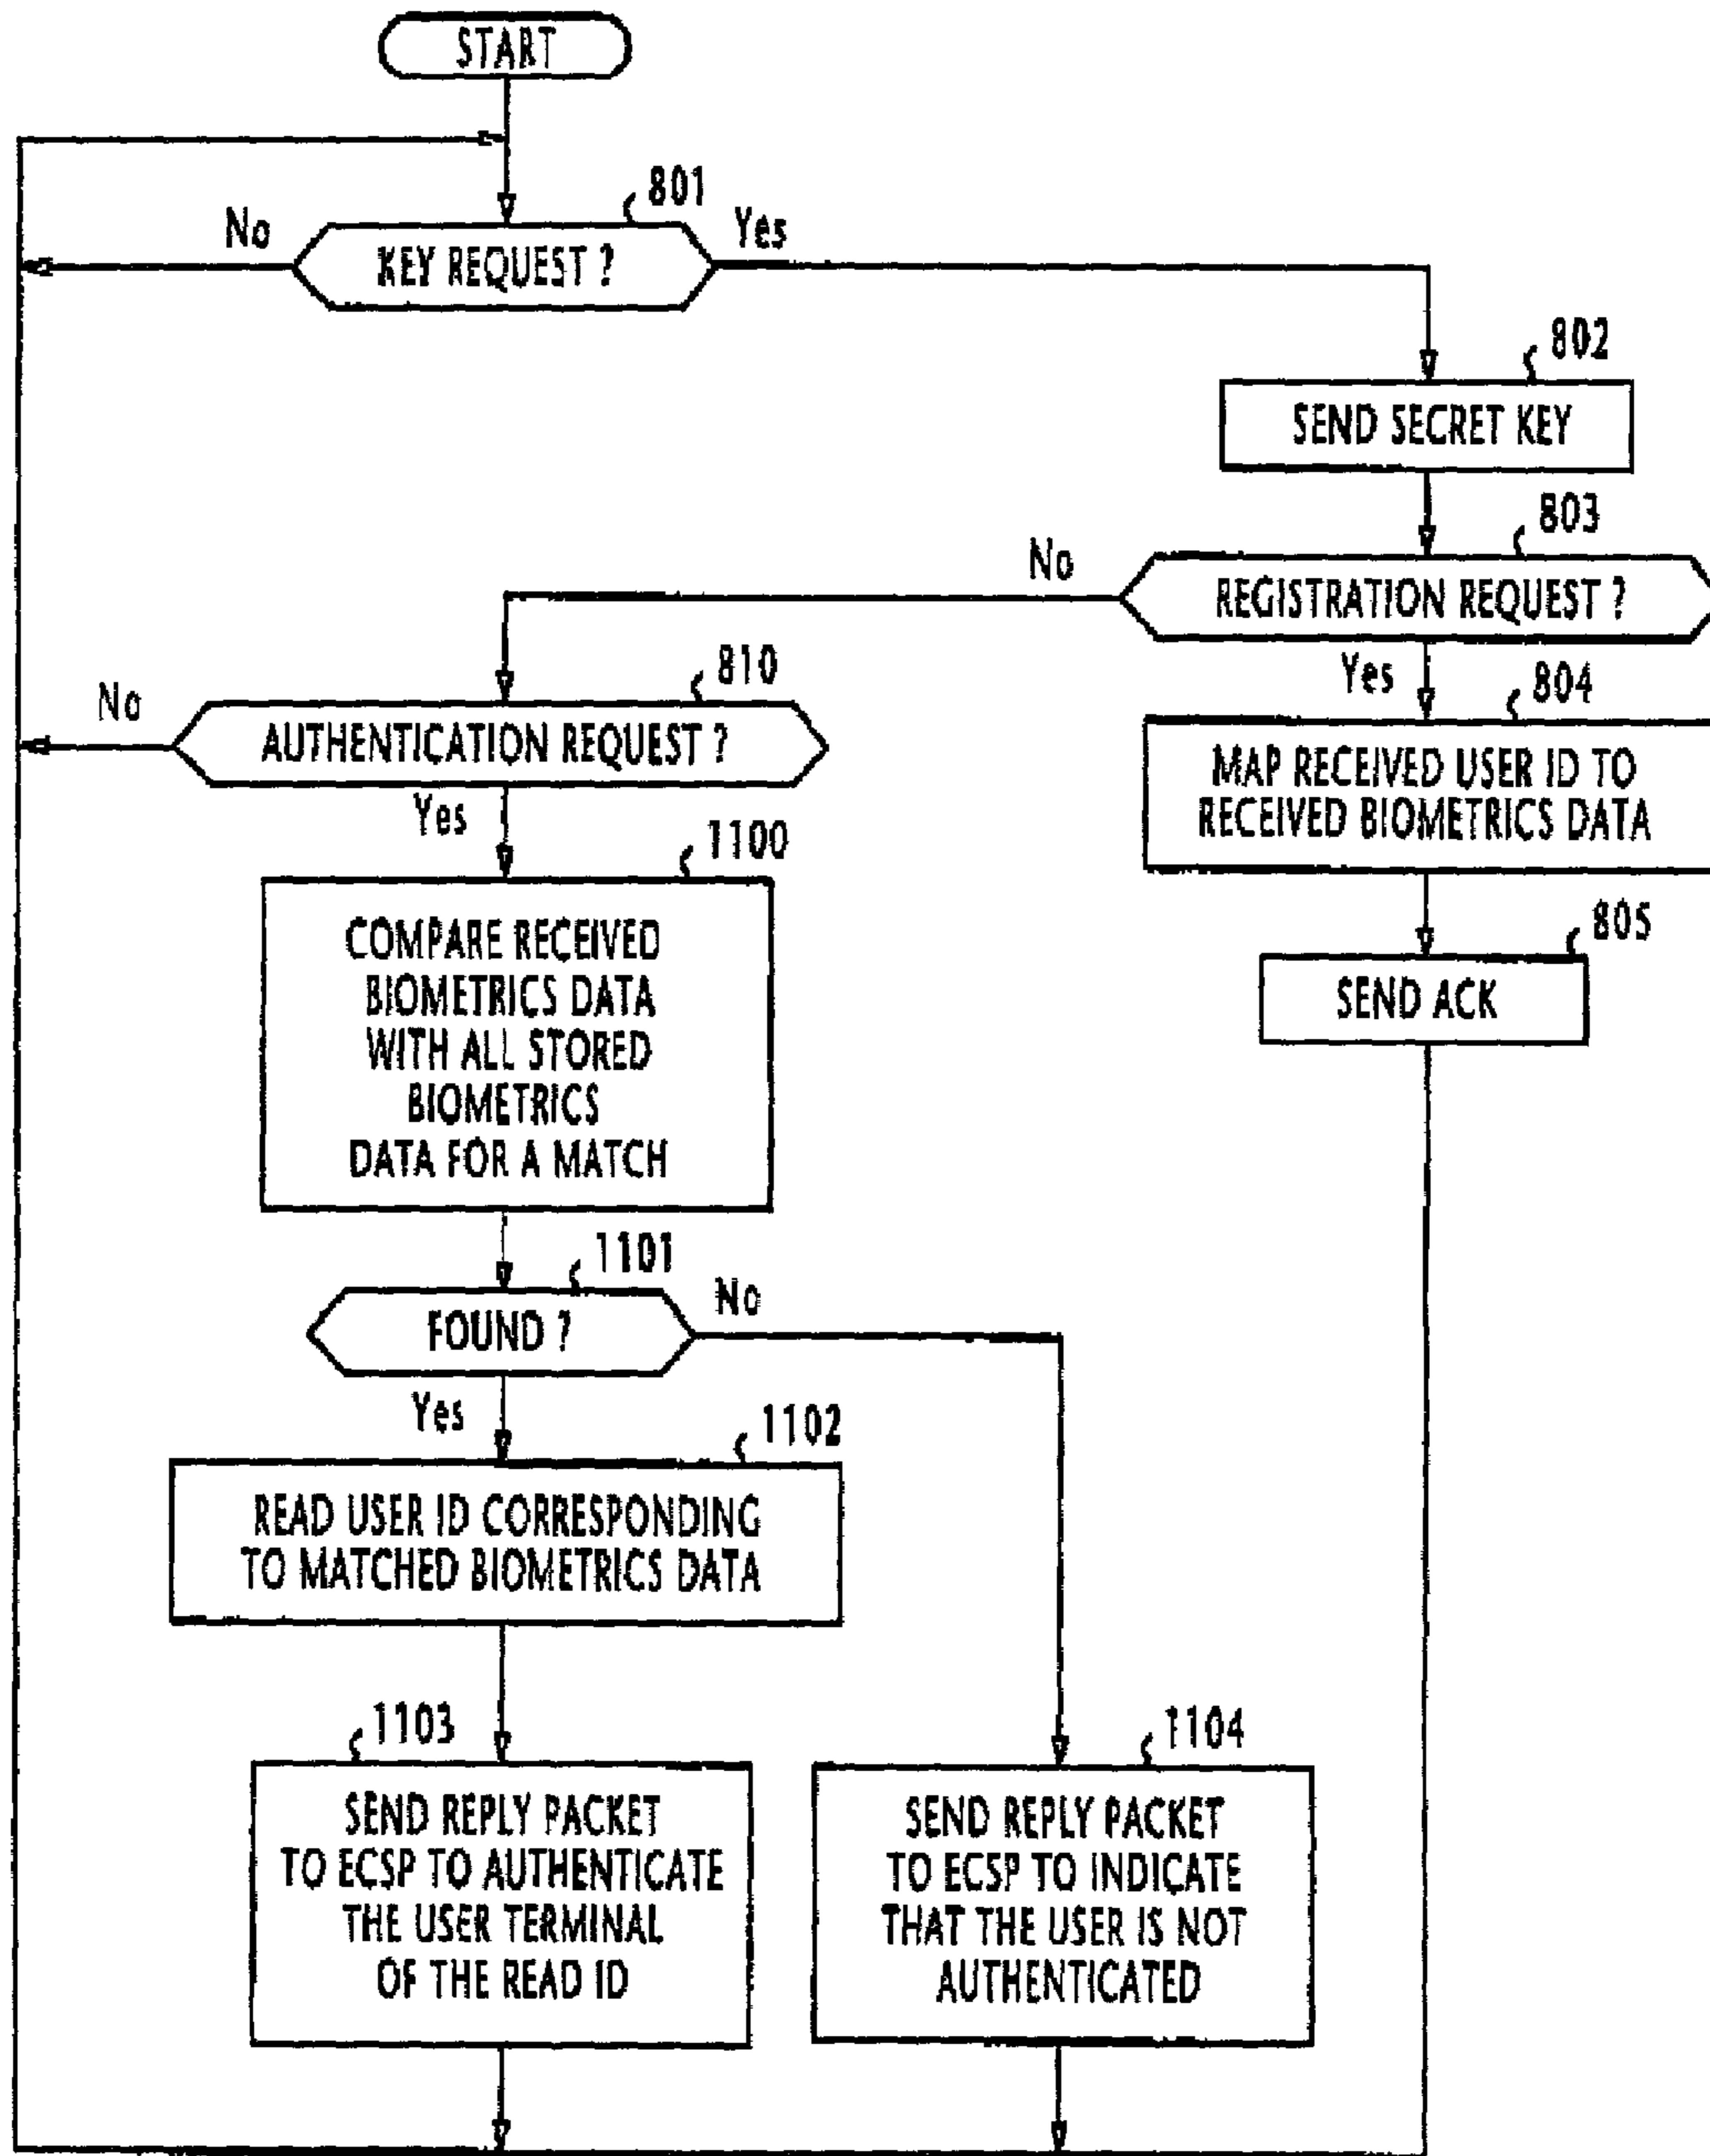 START
801
No
Yes
KEY REQUEST ?
802
SEND SECRET KEY
803
No
REGISTRATION REQUEST ?
810
Yes
804
No
AUTHENTICATION REQUEST ?
MAP RECEIVED USER ID TO
RECEIVED BIOMETRICS DATA
Yes
1100
805
COMPARE RECEIVED
BIOMETRICS DATA
WITH ALL STORED
BIOMETRICS
DATA FOR A MATCH
SEND ACK
1101
No
FOUND ?
Yes
1102
READ USER ID CORRESPONDING
TO MATCHED BIOMETRICS DATA
1103
1104
SEND REPLY PACKET
TO ECSP TO AUTHENTICATE
THE USER TERMINAL
OF THE READ ID
SEND REPLY PACKET
TO ECSP TO INDICATE
THAT THE USER IS NOT
AUTHENTICATED